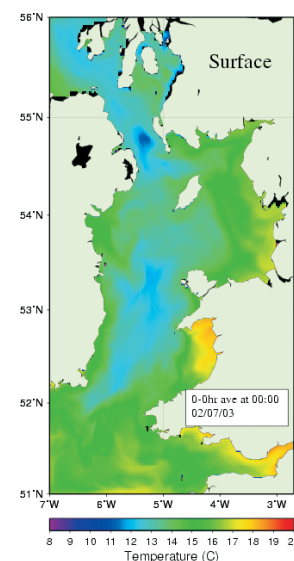 56°N
Surface
55°N
54°N
53°N
0-0hr ave at 00:00
02/07/03
52°N
51°N
7°W 6°W 5°W 4°W 3°W
8 9 10 11 12 13 14 15 16 17 18 19 2
Temperature (C)